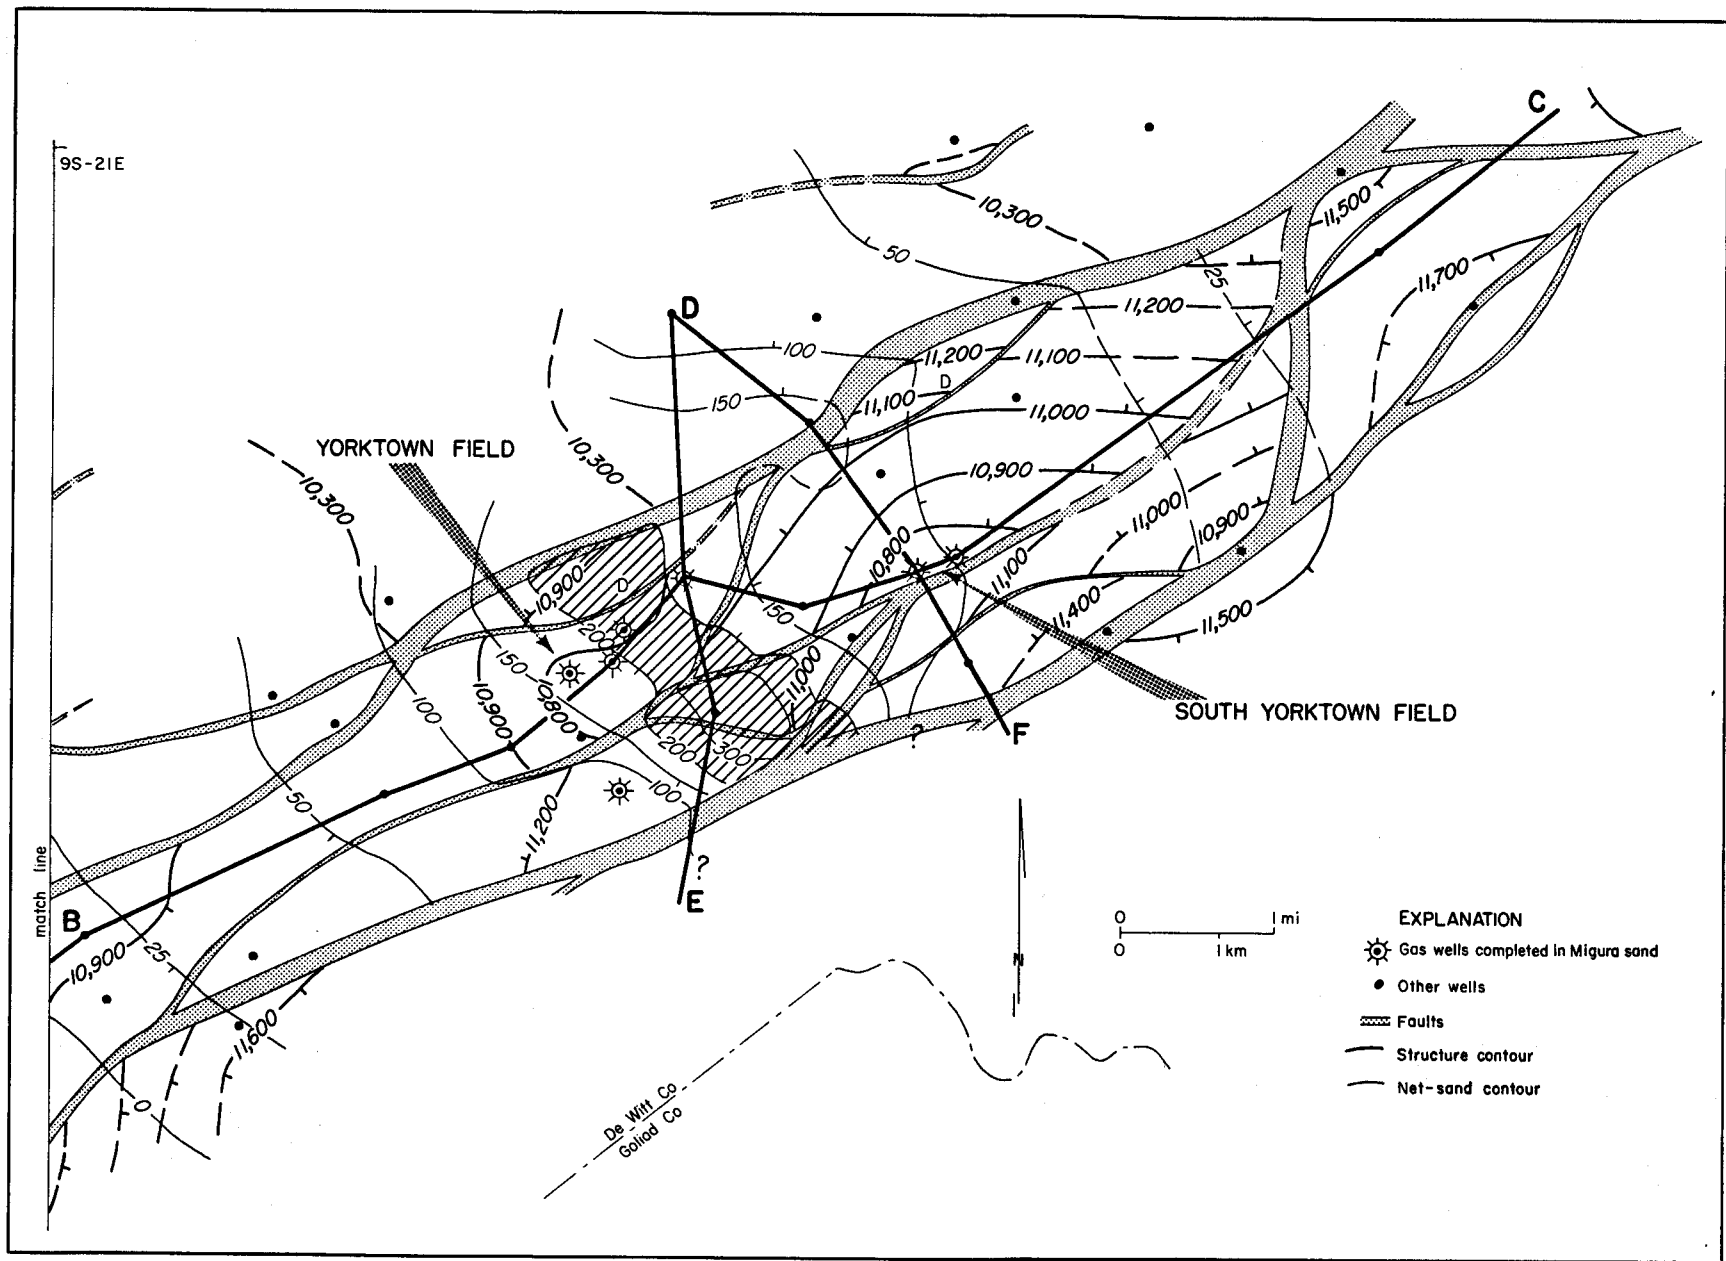 C
9S-21E
11,500
10,300
50
25
11,700
D
11,200
100
11,200
11,100
D
150
11,100
11,000
YORKTOWN FIELD
10,300
10,300
10,900
11,000
10,900
10,800
11,100
10,900
D
150
11,400
200
11,500
150
11,000
100
10,900
10,800
SOUTH YORKTOWN FIELD
?
F
200
300
50
100
11,200
?
match line
E
B
0
1 mi
EXPLANATION
0
1 km
Gas wells completed in Migura sand
25
10,900
N
Other wells
Faults
11,600
Structure contour
Net-sand contour
0
De Witt Co
Goliad Co